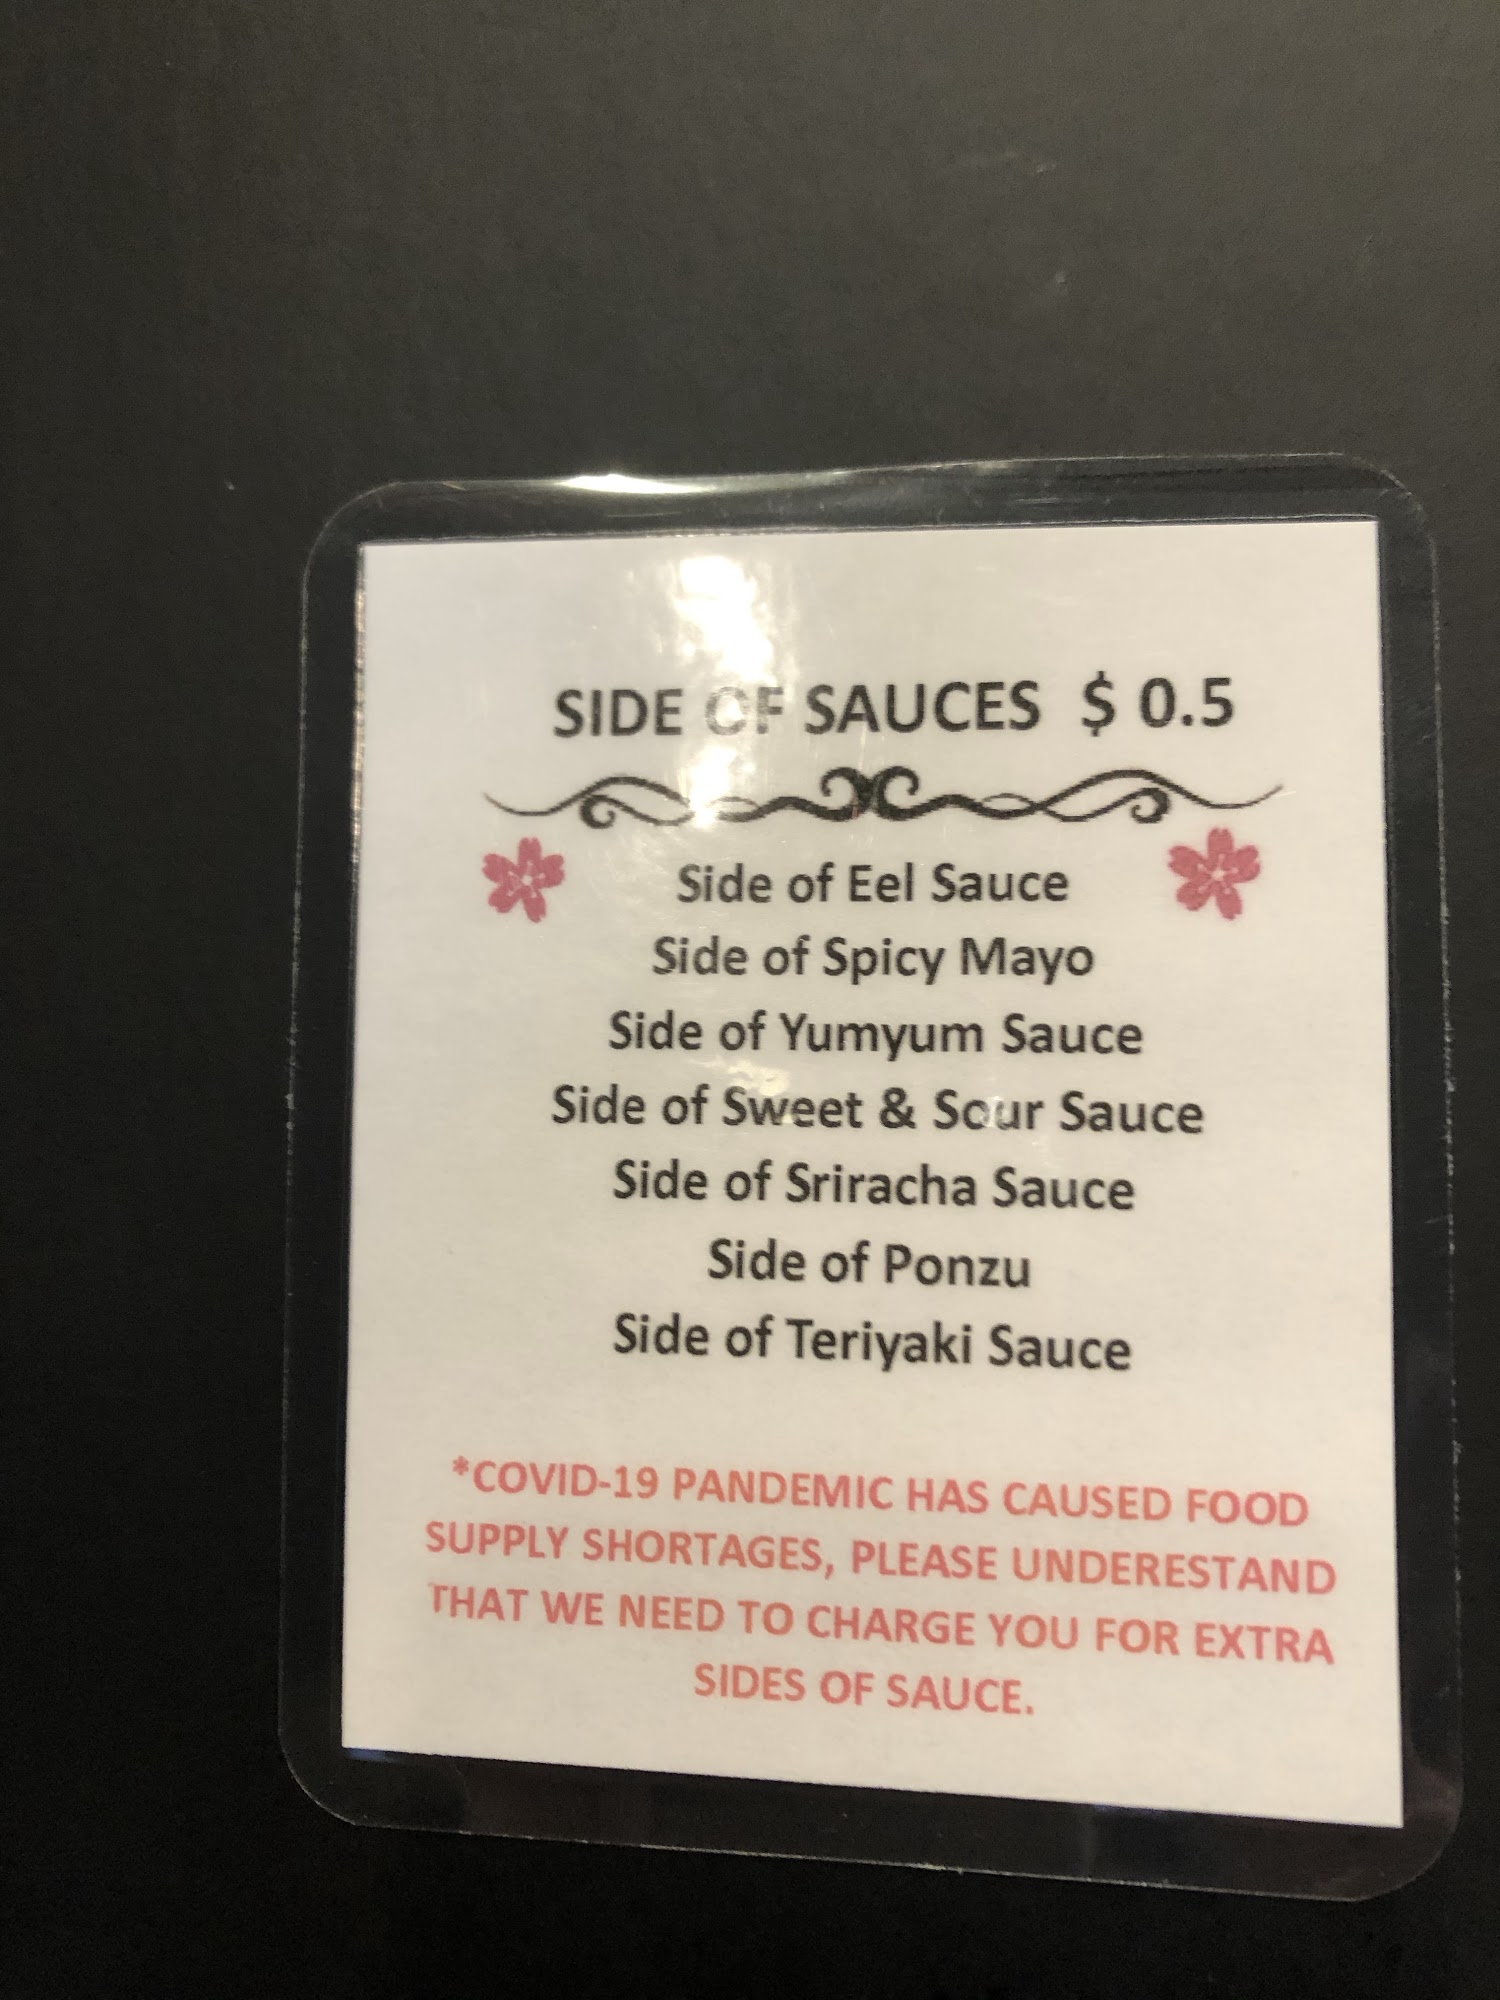 SIDE OF SAUCES $ 0.5
Side of Eel Sauce
Side of Spicy Mayo
Side of Yumyum Sauce
Side of Sweet & Sour Sauce
Side of Sriracha Sauce
Side of Ponzu
Side of Teriyaki Sauce
*COVID-19 PANDEMIC HAS CAUSED FOOD
SUPPLY SHORTAGES, PLEASE UNDERESTAND
THAT WE NEED TO CHARGE YOU FOR EXTRA
SIDES OF SAUCE.